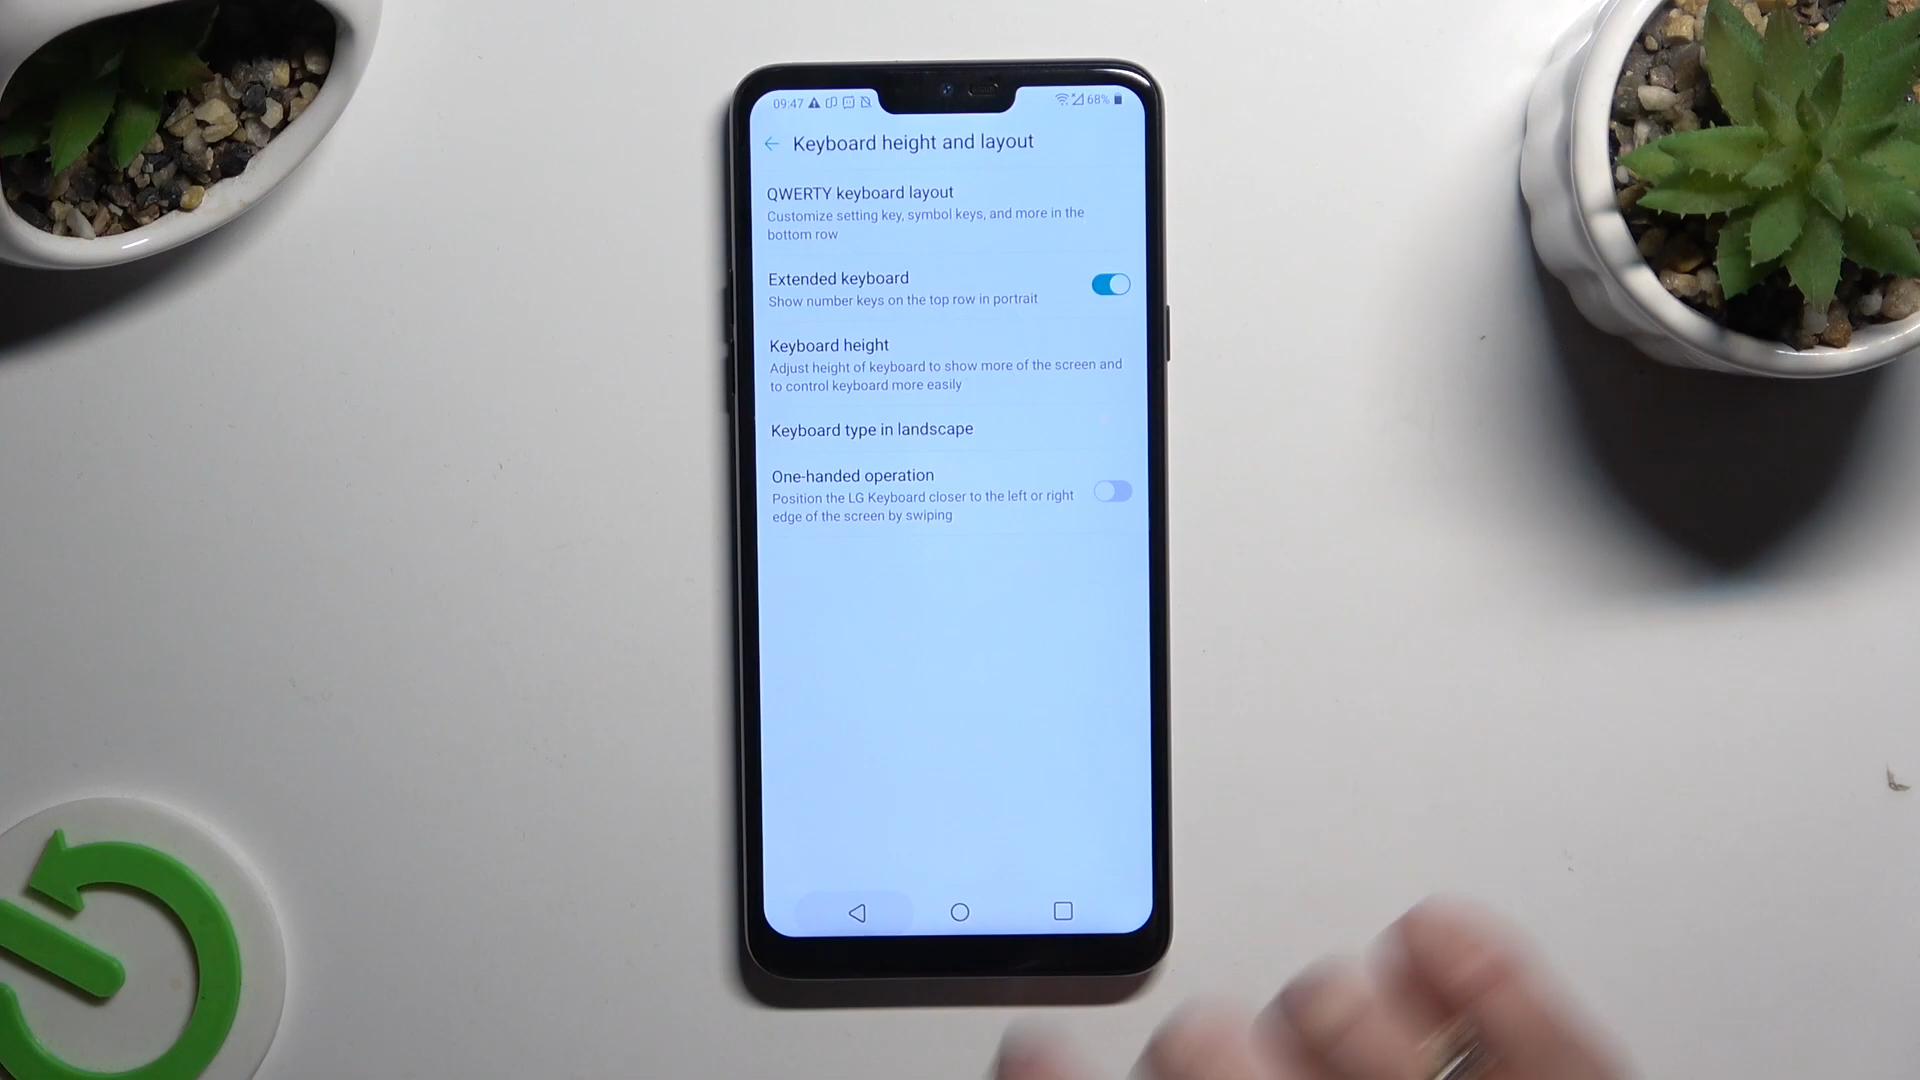 09:47 68%
Keyboard height and layout
QWERTY keyboard layout
Customize setting key, symbol keys, and more in the
bottom row
Extended keyboard
Show number keys on the top row in portrait
Keyboard height
Adjust height of keyboard to show more of the screen and
to control keyboard more easily
Keyboard type in landscape
One-handed operation
Position the LG Keyboard closer to the left or right
edge of the screen by swiping